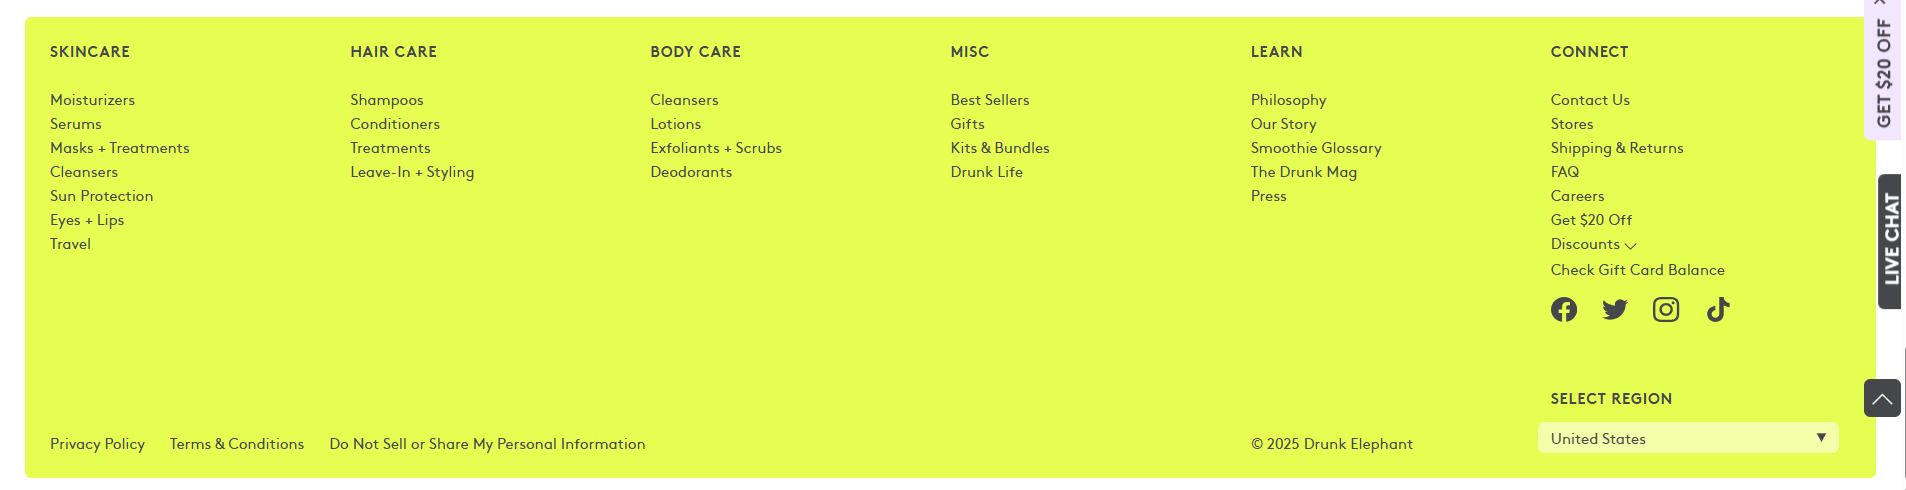 SKINCARE
Moisturizers
Serums
Masks + Treatments
Cleansers
Sun Protection
Eyes + Lips
Travel
HAIR CARE
Shampoos
Conditioners
Treatments
Leave-In + Styling
BODY CARE
Cleansers
Lotions
Exfoliants + Scrubs
Deodorants
MISC
Best Sellers
Gifts
Kits & Bundles
Drunk Life
LEARN
Philosophy
Our Story
Smoothie Glossary
The Drunk Mag
Press
CONNECT
Contact Us
Stores
Shipping & Returns
FAQ
Careers
Get $20 Off
Discounts
Check Gift Card Balance
SELECT REGION
United States
Privacy Policy
Terms & Conditions
Do Not Sell or Share My Personal Information
© 2025 Drunk Elephant
GET $20 OFF
LIVE CHAT